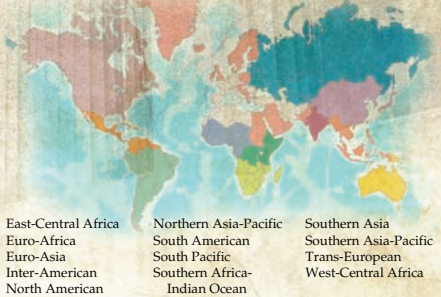 East-Central Africa
Euro-Africa
Euro-Asia
Inter-American
North American
Northern Asia-Pacific
South American
South Pacific
Southern Africa-
Indian Ocean
Southern Asia
Southern Asia-Pacific
Trans-European
West-Central Africa